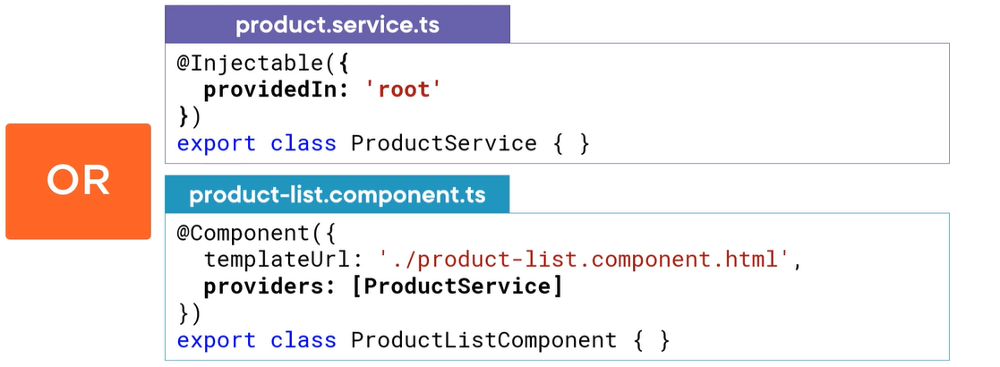 OR
product.service.ts
@Injectable({
  providedIn: 'root'
})
export class ProductService { }
product-list.component.ts
@Component({
  templateUrl: './product-list.component.html',
  providers: [ProductService]
})
export class ProductListComponent { }